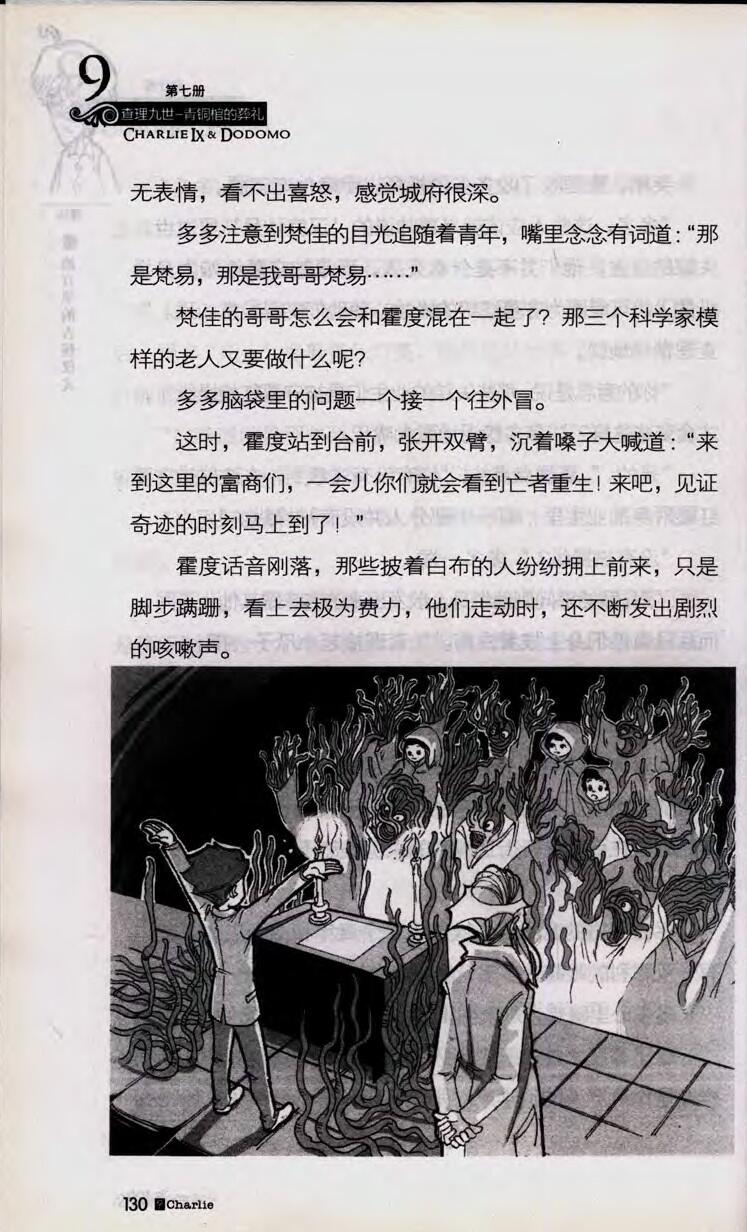 9
第七册
查理九世-青铜棺的葬礼
CHARLIE IX & DODOMO
无表情，看不出喜怒，感觉城府很深。
多多注意到梵佳的目光追随着青年，嘴里念念有词道：“那
是梵易，那是我哥哥梵易……”
梵佳的哥哥怎么会和霍度混在一起了？那三个科学家模
样的老人又要做什么呢？
多多脑袋里的问题一个接一个往外冒。
这时，霍度站到台前，张开双臂，沉着嗓子大喊道：“来
到这里的富商们，一会儿你们就会看到亡者重生！来吧，见证
奇迹的时刻马上到了！”
霍度话音刚落，那些披着白布的人纷纷拥上前来，只是
脚步蹒跚，看上去极为费力，他们走动时，还不断发出剧烈
的咳嗽声。
130 Charlie